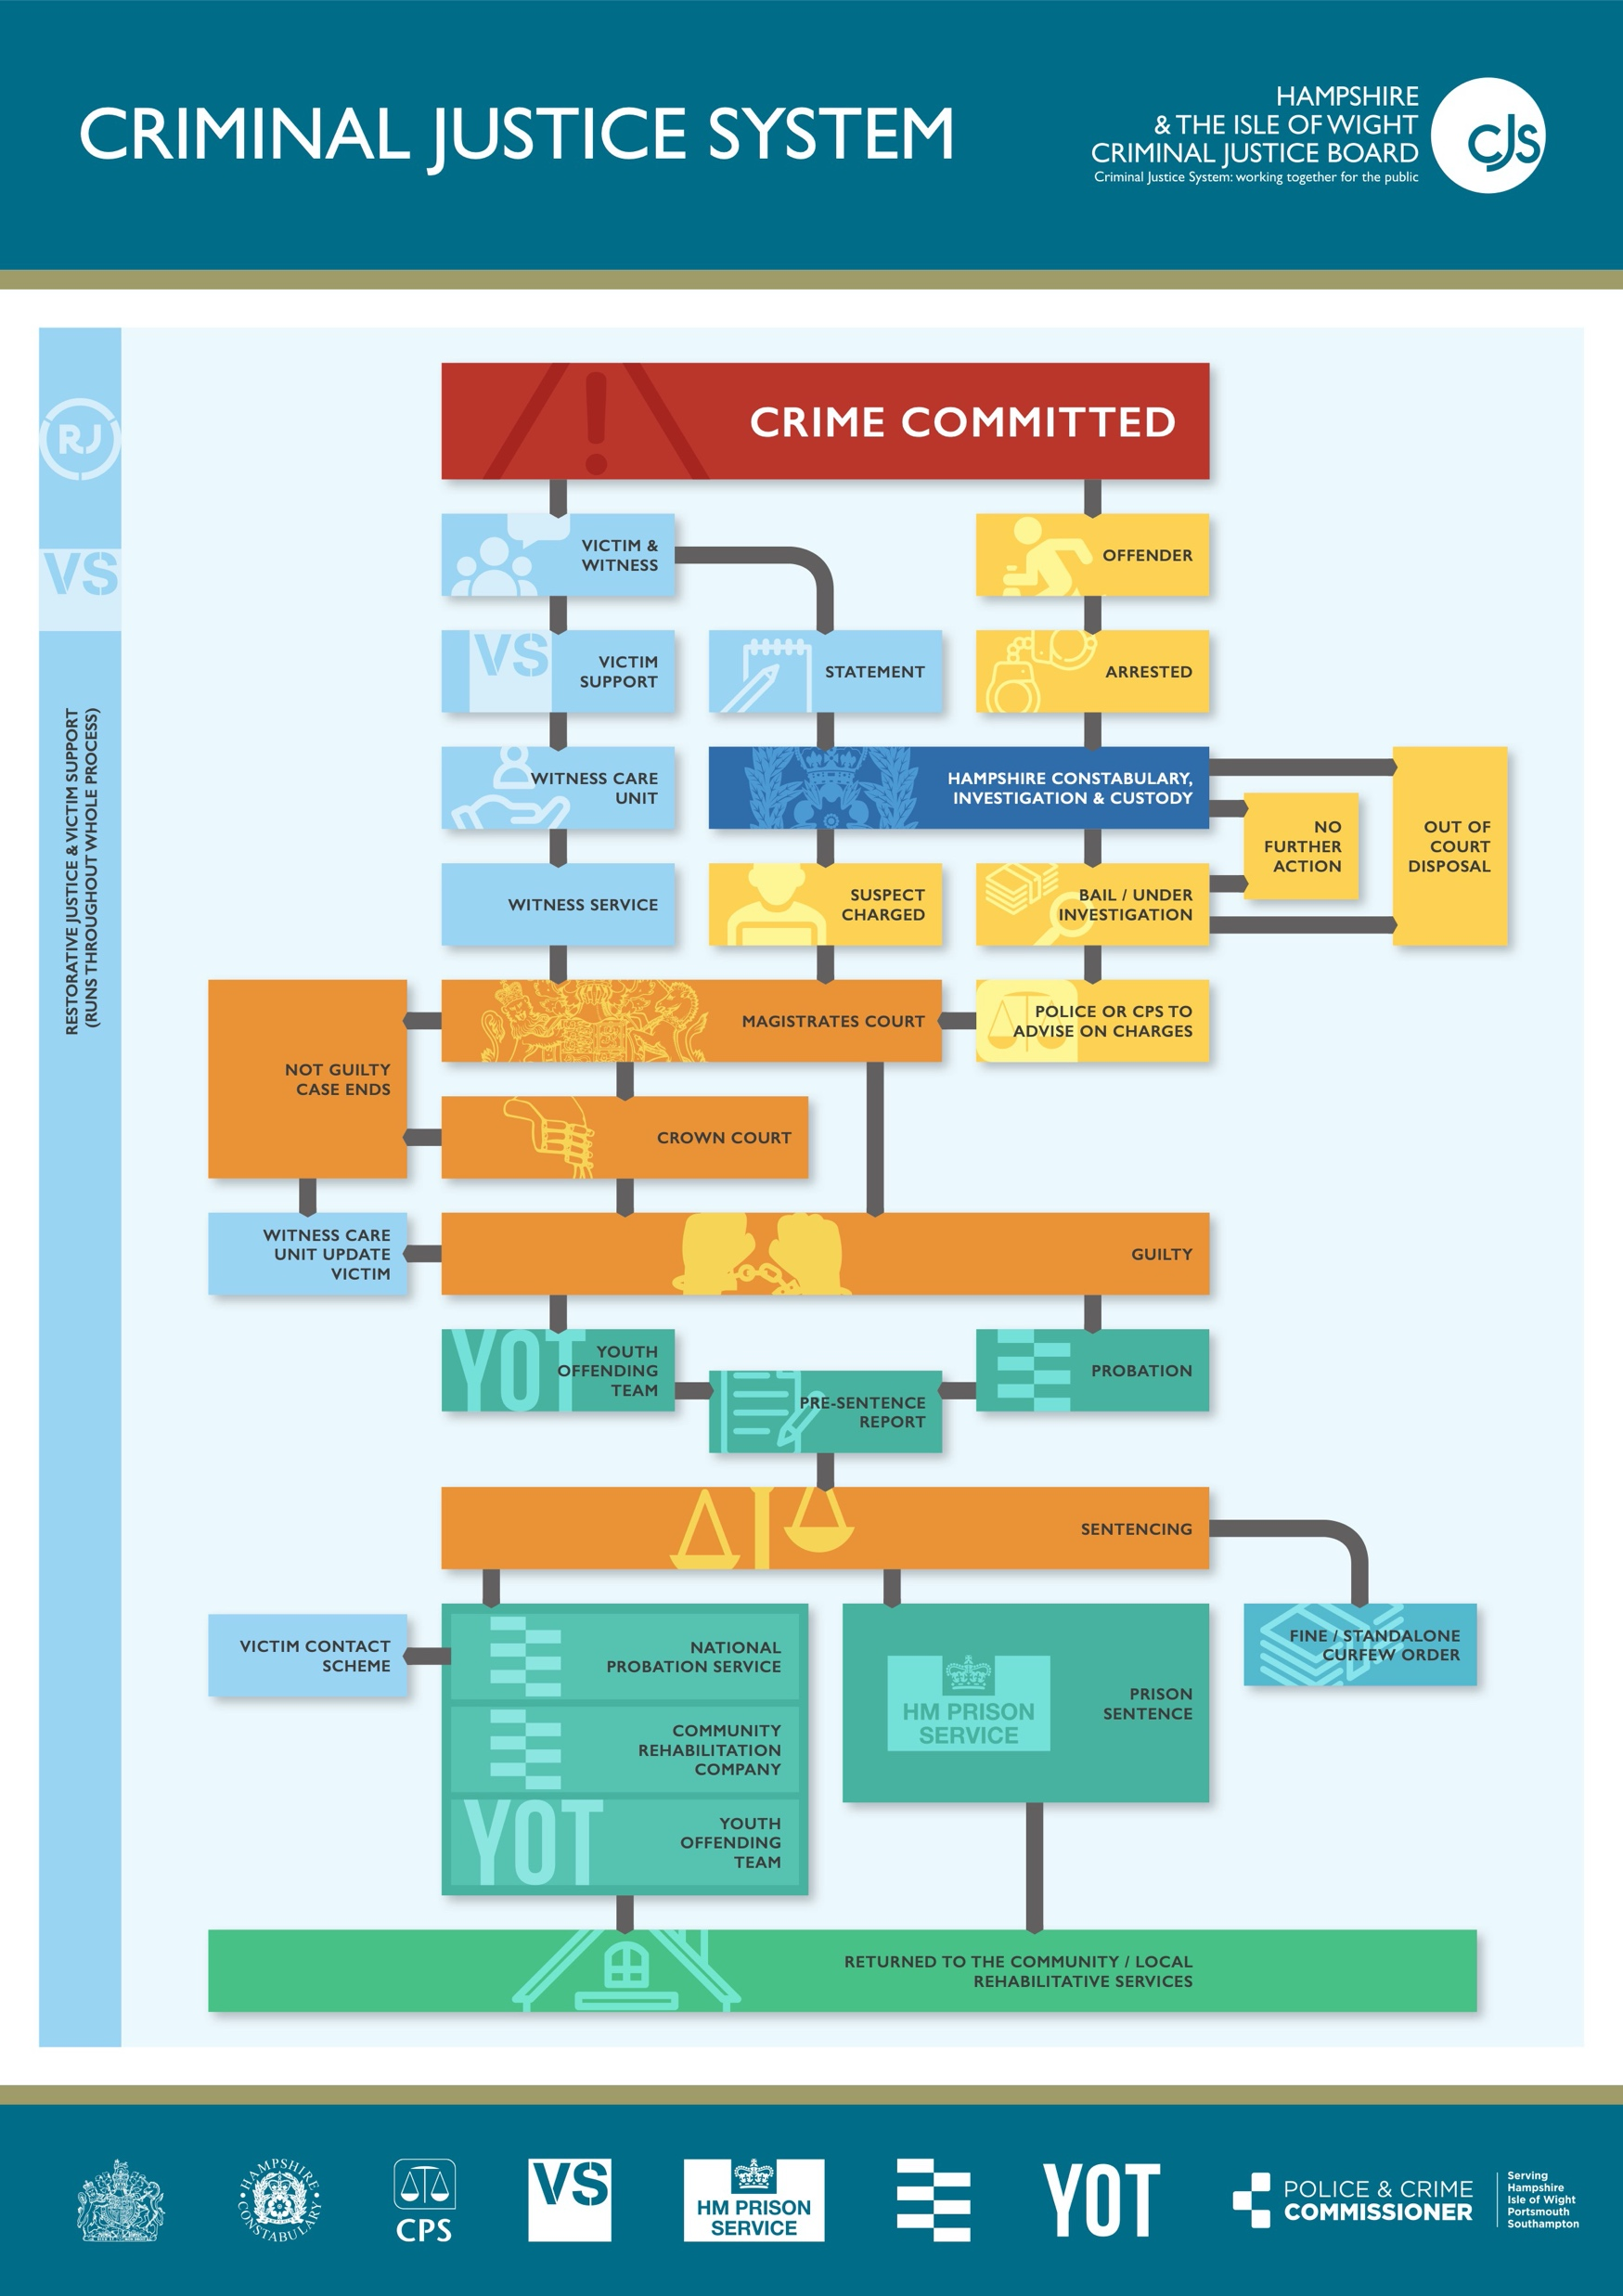 CRIMINAL JUSTICE SYSTEM
HAMPSHIRE
& THE ISLE OF WIGHT
CRIMINAL JUSTICE BOARD
Criminal Justice System: working together for the public
CJS
RJ
VS
RESTORATIVE JUSTICE & VICTIM SUPPORT
(RUNS THROUGHOUT WHOLE PROCESS)
CRIME COMMITTED
VICTIM &
WITNESS
OFFENDER
VS
VICTIM
SUPPORT
STATEMENT
ARRESTED
WITNESS CARE
UNIT
HAMPSHIRE CONSTABULARY,
INVESTIGATION & CUSTODY
NO
FURTHER
ACTION
OUT OF
COURT
DISPOSAL
WITNESS SERVICE
SUSPECT
CHARGED
BAIL / UNDER
INVESTIGATION
NOT GUILTY
CASE ENDS
MAGISTRATES COURT
POLICE OR CPS TO
ADVISE ON CHARGES
CROWN COURT
WITNESS CARE
UNIT UPDATE
VICTIM
GUILTY
YOT
YOUTH
OFFENDING
TEAM
PRE-SENTENCE
REPORT
PROBATION
SENTENCING
VICTIM CONTACT
SCHEME
NATIONAL
PROBATION SERVICE
COMMUNITY
REHABILITATION
COMPANY
YOT
YOUTH
OFFENDING
TEAM
HM PRISON
SERVICE
PRISON
SENTENCE
FINE / STANDALONE
CURFEW ORDER
RETURNED TO THE COMMUNITY / LOCAL
REHABILITATIVE SERVICES
HAMPSHIRE
CONSTABULARY
CPS
VS
HM PRISON
SERVICE
YOT
POLICE & CRIME
COMMISSIONER
Serving
Hampshire
Isle of Wight
Portsmouth
Southampton